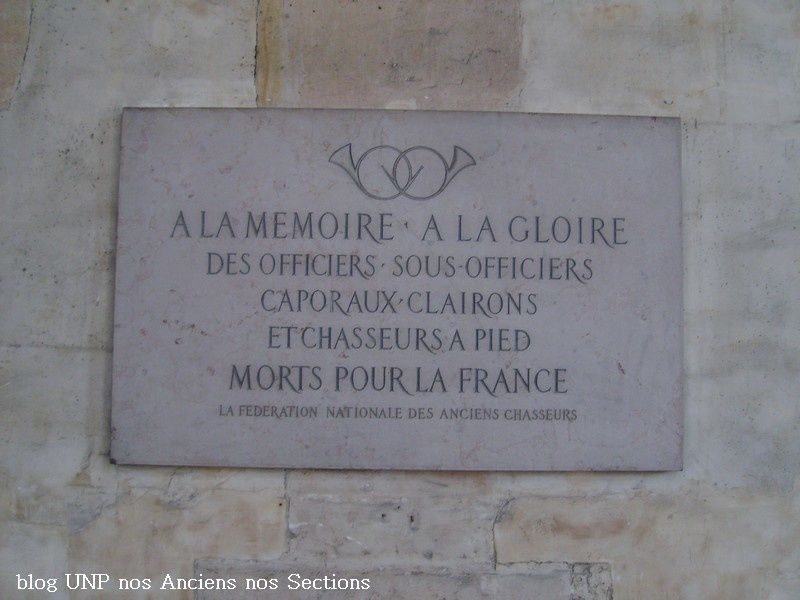 A LA MEMOIRE · A LA GLOIRE
DES OFFICIERS · SOUS-OFFICIERS
CAPORAUX · CLAIRONS
ET CHASSEURS A PIED
MORTS POUR LA FRANCE
LA FEDERATION NATIONALE DES ANCIENS CHASSEURS
blog UNP nos Anciens nos Sections